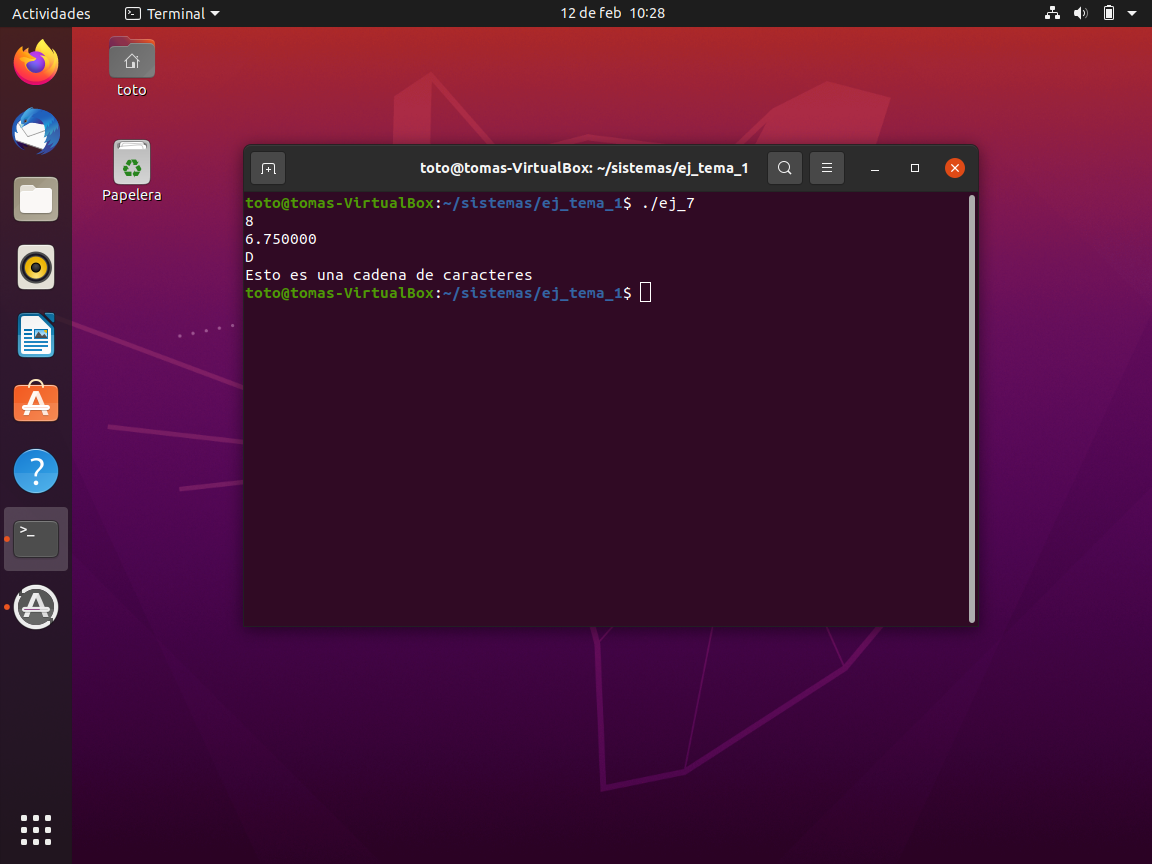 Actividades
Terminal
12 de feb 10:28
toto
Papelera
toto@tomas-VirtualBox: ~/sistemas/ej_tema_1
toto@tomas-VirtualBox:~/sistemas/ej_tema_1$ ./ej_7
8
6.750000
D
Esto es una cadena de caracteres
toto@tomas-VirtualBox:~/sistemas/ej_tema_1$